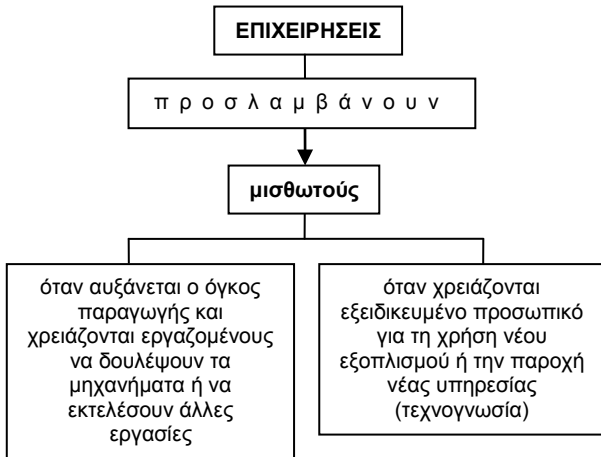 ΕΠΙΧΕΙΡΗΣΕΙΣ
π ρ ο σ λ α μ β ά ν ο υ ν
μισθωτούς
όταν αυξάνεται ο όγκος
παραγωγής και
χρειάζονται εργαζομένους
να δουλέψουν τα
μηχανήματα ή να
εκτελέσουν άλλες
εργασίες
όταν χρειάζονται
εξειδικευμένο προσωπικό
για τη χρήση νέου
εξοπλισμού ή την παροχή
νέας υπηρεσίας
(τεχνογνωσία)